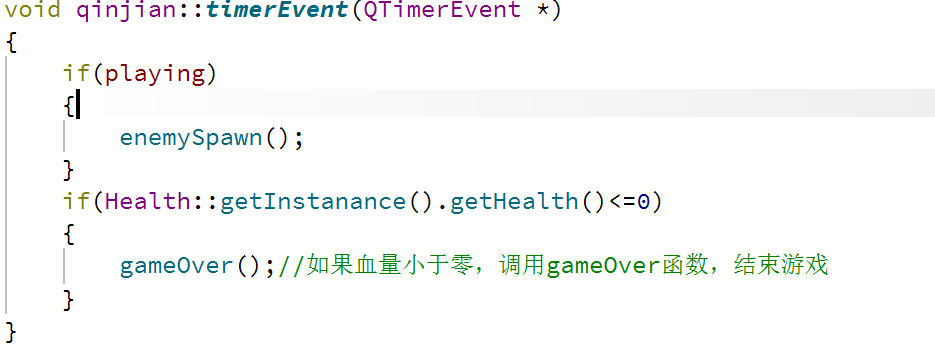 void qinjian::timerEvent(QTimerEvent *)
{
    if(playing)
    {
        enemySpawn();
    }
    if(Health::getInstanance().getHealth()<=0)
    {
        gameOver();//如果血量小于零，调用gameOver函数，结束游戏
    }
}